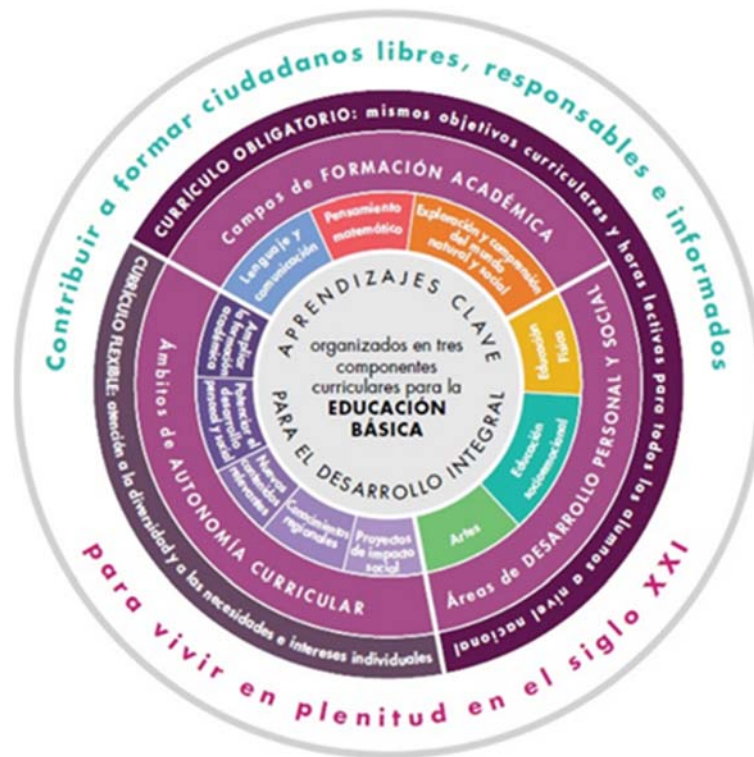 Contribuir a formar ciudadanos libres, responsables e informados
para vivir en plenitud en el siglo XXI
CURRÍCULO OBLIGATORIO: mismos objetivos curriculares y horas lectivas para todos los alumnos a nivel nacional
CURRÍCULO FLEXIBLE: atención a la diversidad y a las necesidades e intereses individuales
Campos de FORMACIÓN ACADÉMICA
Lenguaje y
comunicación
Pensamiento
matemático
Exploración y comprensión
del mundo
natural y social
Áreas de DESARROLLO PERSONAL Y SOCIAL
Educación
Física
Educación
socioemocional
Artes
Ámbitos de AUTONOMÍA CURRICULAR
Ampliar
la formación
académica
Potenciar el
desarrollo
personal y social
Nuevos
contenidos
relevantes
Conocimientos
regionales
Proyectos
de impacto
social
APRENDIZAJES CLAVE
organizados en tres
componentes
curriculares para la
EDUCACIÓN
BÁSICA
PARA EL DESARROLLO INTEGRAL